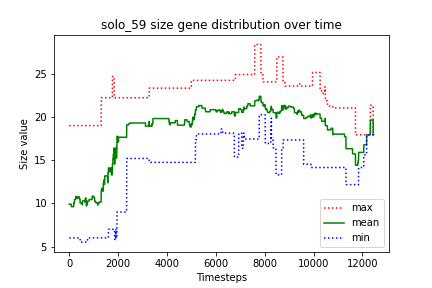 solo_59 size gene distribution over time
Size value
25
20
15
10
5
0
2000
4000
6000
8000
10000
12000
Timesteps
max
mean
min